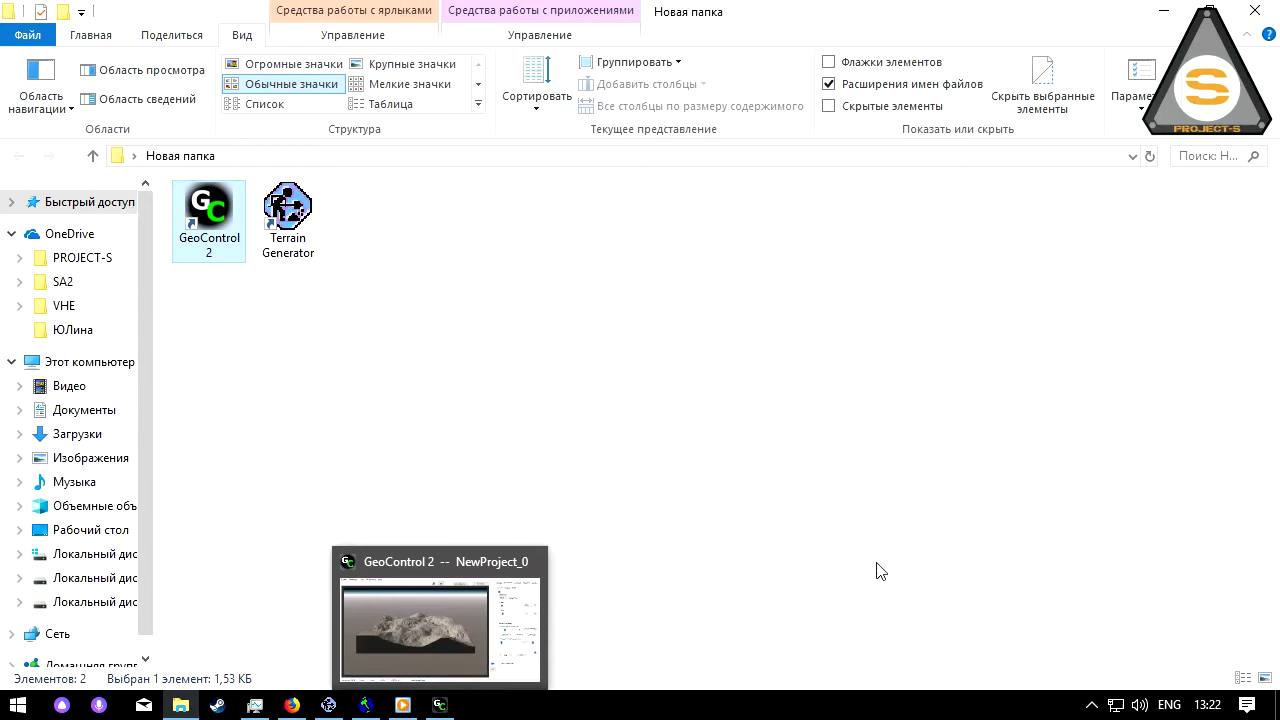 Средства работы с ярлыками
Средства работы с приложениями
Новая папка
Файл
Главная
Поделиться
Вид
Управление
Управление
Область навигации
Область просмотра
Область сведений
Области
Огромные значки
Крупные значки
Обычные значки
Мелкие значки
Список
Таблица
Структура
Сортировать
Группировать
Добавить столбцы
Все столбцы по размеру содержимого
Текущее представление
Флажки элементов
Расширения имен файлов
Скрытые элементы
Скрыть выбранные
элементы
Показать или скрыть
Парамет
S
PROJECT-S
Новая папка
Поиск: Н...
Быстрый доступ
OneDrive
PROJECT-S
SA2
VHE
ЮЛина
Этот компьютер
Видео
Документы
Загрузки
Изображения
Музыка
Объемные объ
Рабочий стол
Локальный дис
Локальный дис
Локальный дис
Сеть
Домашняя групп
GC
GeoControl
2
Terrain
Generator
GeoControl 2 -- NewProject_0
Элементов: 2
Выбран 1 элемент: 1,53 КБ
ENG
13:22